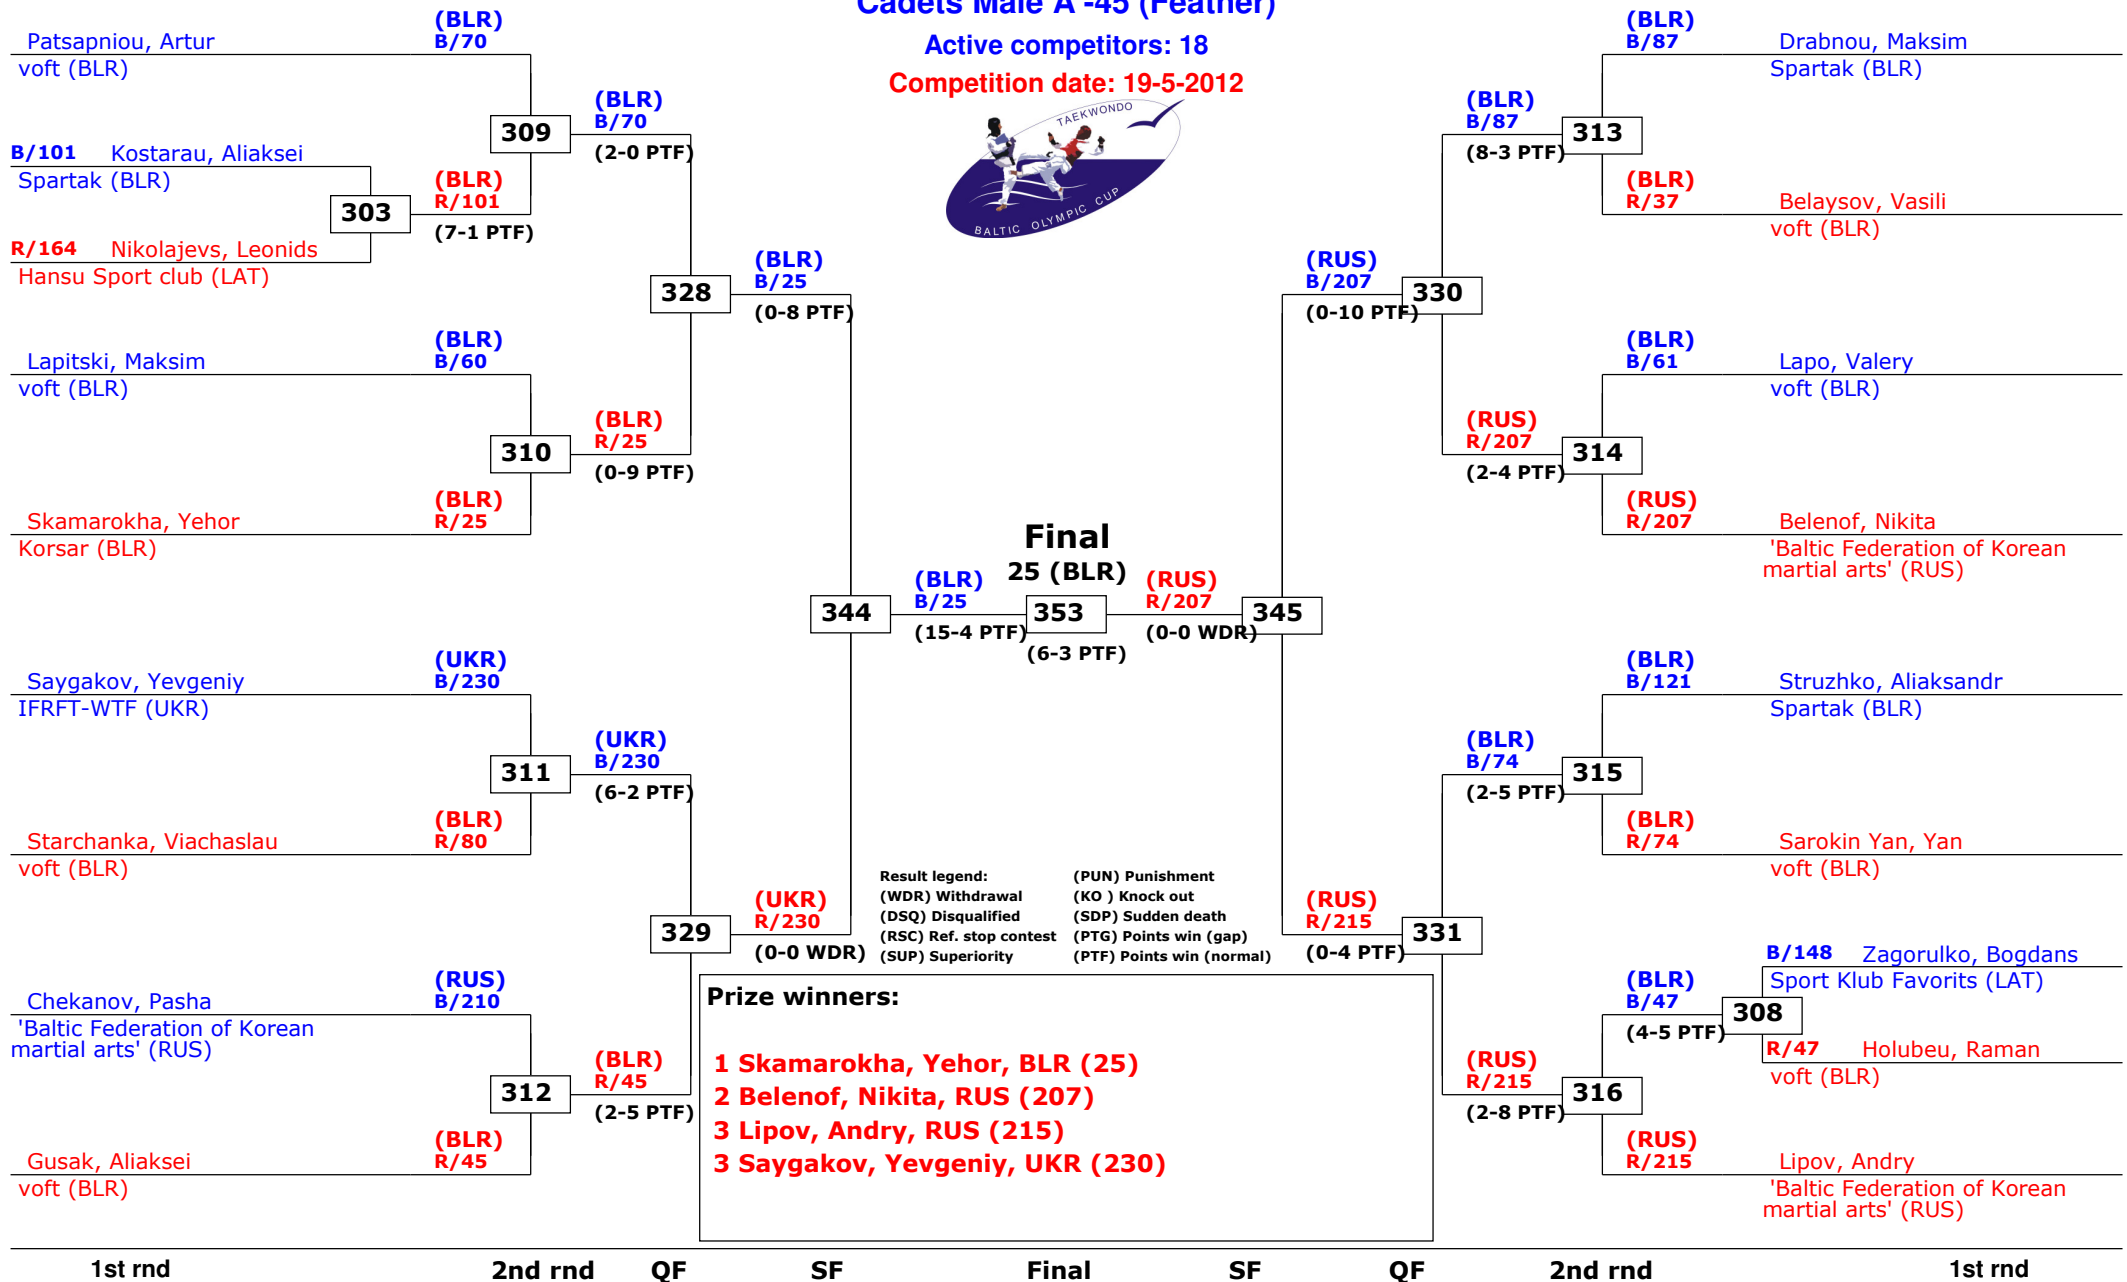 Cadets Male A -45 (Feather)
Active competitors: 18
Competition date: 19-5-2012
TAEKWONDO
BALTIC OLYMPIC CUP
Patsapniou, Artur
voft (BLR)
(BLR)
B/70
B/101 Kostarau, Aliaksei
Spartak (BLR)
R/164 Nikolajevs, Leonids
Hansu Sport club (LAT)
303
(BLR)
R/101
(7-1 PTF)
309
(BLR)
B/70
(2-0 PTF)
Lapitski, Maksim
voft (BLR)
(BLR)
B/60
Skamarokha, Yehor
Korsar (BLR)
(BLR)
R/25
310
(BLR)
R/25
(0-9 PTF)
328
(BLR)
B/25
(0-8 PTF)
Saygakov, Yevgeniy
IFRFT-WTF (UKR)
(UKR)
B/230
Starchanka, Viachaslau
voft (BLR)
(BLR)
R/80
311
(UKR)
B/230
(6-2 PTF)
Chekanov, Pasha
'Baltic Federation of Korean
martial arts' (RUS)
(RUS)
B/210
Gusak, Aliaksei
voft (BLR)
(BLR)
R/45
312
(BLR)
R/45
(2-5 PTF)
329
(UKR)
R/230
(0-0 WDR)
344
(BLR)
B/25
(15-4 PTF)
Final
25 (BLR)
353
(6-3 PTF)
(RUS)
R/207
(0-0 WDR)
345
(RUS)
B/207
(0-10 PTF)
330
(BLR)
B/87
(8-3 PTF)
313
(BLR)
B/87
Drabnou, Maksim
Spartak (BLR)
(BLR)
R/37
Belaysov, Vasili
voft (BLR)
(RUS)
R/207
(2-4 PTF)
314
(BLR)
B/61
Lapo, Valery
voft (BLR)
(RUS)
R/207
Belenof, Nikita
'Baltic Federation of Korean
martial arts' (RUS)
(RUS)
R/215
(0-4 PTF)
331
(BLR)
B/74
(2-5 PTF)
315
(BLR)
B/121
Struzhko, Aliaksandr
Spartak (BLR)
(BLR)
R/74
Sarokin Yan, Yan
voft (BLR)
(RUS)
R/215
(2-8 PTF)
316
(BLR)
B/47
(4-5 PTF)
308
B/148 Zagorulko, Bogdans
Sport Klub Favorits (LAT)
R/47 Holubeu, Raman
voft (BLR)
(RUS)
R/215
Lipov, Andry
'Baltic Federation of Korean
martial arts' (RUS)
Result legend: (PUN) Punishment
(WDR) Withdrawal (KO ) Knock out
(DSQ) Disqualified (SDP) Sudden death
(RSC) Ref. stop contest (PTG) Points win (gap)
(SUP) Superiority (PTF) Points win (normal)
Prize winners:
1 Skamarokha, Yehor, BLR (25)
2 Belenof, Nikita, RUS (207)
3 Lipov, Andry, RUS (215)
3 Saygakov, Yevgeniy, UKR (230)
1st rnd 2nd rnd QF SF Final SF QF 2nd rnd 1st rnd